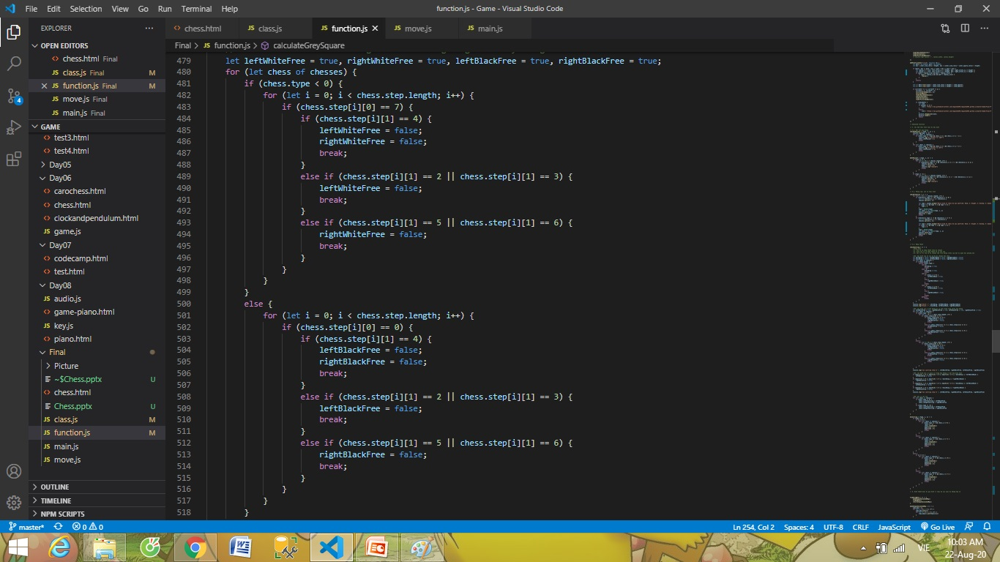 File Edit Selection View Go Run Terminal Help
function.js - Game - Visual Studio Code
EXPLORER
OPEN EDITORS
chess.html Final
class.js Final M
function.js Final M
move.js Final
main.js Final
GAME
test3.html
test4.html
Day05
Day06
carochess.html
chess.html
clockandpendulum.html
game.js
Day07
codecamp.html
test.html
Day08
audio.js
game-piano.html
key.js
piano.html
Final
Picture
~$Chess.pptx U
chess.html
Chess.pptx U
class.js M
function.js M
main.js
move.js
OUTLINE
TIMELINE
NPM SCRIPTS
4
chess.html
JS class.js
JS function.js
JS move.js
JS main.js
Final > JS function.js > calculateGreySquare
479 let leftWhiteFree = true, rightWhiteFree = true, leftBlackFree = true, rightBlackFree = true;
480 for (let chess of chesses) {
481 if (chess.type < 0) {
482 for (let i = 0; i < chess.step.length; i++) {
483 if (chess.step[i][0] == 7) {
484 if (chess.step[i][1] == 4) {
485 leftWhiteFree = false;
486 rightWhiteFree = false;
487 break;
488 }
489 else if (chess.step[i][1] == 2 || chess.step[i][1] == 3) {
490 leftWhiteFree = false;
491 break;
492 }
493 else if (chess.step[i][1] == 5 || chess.step[i][1] == 6) {
494 rightWhiteFree = false;
495 break;
496 }
497 }
498 }
499 }
500 else {
501 for (let i = 0; i < chess.step.length; i++) {
502 if (chess.step[i][0] == 0) {
503 if (chess.step[i][1] == 4) {
504 leftBlackFree = false;
505 rightBlackFree = false;
506 break;
507 }
508 else if (chess.step[i][1] == 2 || chess.step[i][1] == 3) {
509 leftBlackFree = false;
510 break;
511 }
512 else if (chess.step[i][1] == 5 || chess.step[i][1] == 6) {
513 rightBlackFree = false;
514 break;
515 }
516 }
517 }
518 }
master* 0 0
Ln 254, Col 2 Spaces: 4 UTF-8 CRLF JavaScript Go Live
VIE
10:03 AM
22-Aug-20